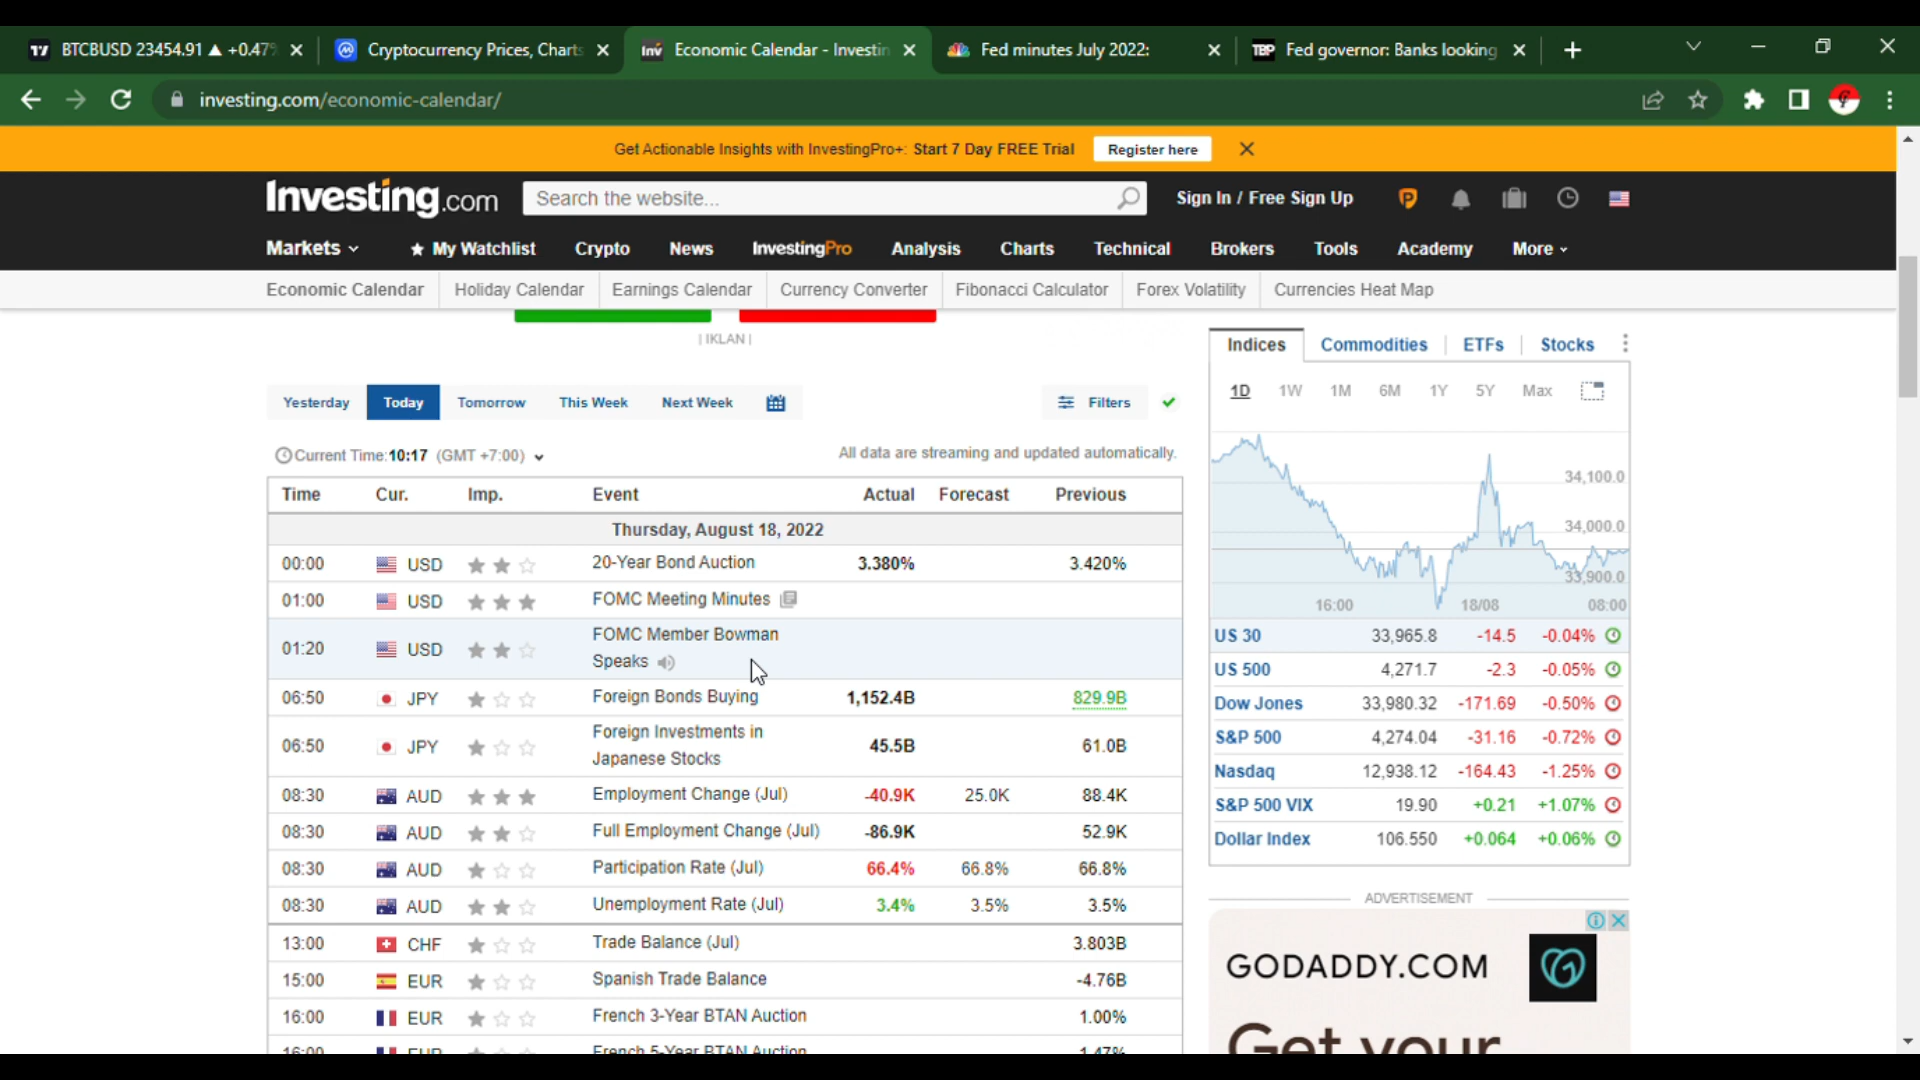 BTCBUSD 23454.91 ▲ +0.47%
Cryptocurrency Prices, Charts
Inv Economic Calendar - Investin
Fed minutes July 2022:
TBP Fed governor: Banks looking
investing.com/economic-calendar/
Get Actionable Insights with InvestingPro+: Start 7 Day FREE Trial Register here
Investing.com
Search the website...
Sign In / Free Sign Up
Markets My Watchlist Crypto News InvestingPro Analysis Charts Technical Brokers Tools Academy More
Economic Calendar Holiday Calendar Earnings Calendar Currency Converter Fibonacci Calculator Forex Volatility Currencies Heat Map
| IKLAN |
Yesterday Today Tomorrow This Week Next Week Filters
Current Time:10:17 (GMT +7:00) All data are streaming and updated automatically.
Time Cur. Imp. Event Actual Forecast Previous
Thursday, August 18, 2022
00:00 USD 20-Year Bond Auction 3.380% 3.420%
01:00 USD FOMC Meeting Minutes
01:20 USD FOMC Member Bowman
Speaks
06:50 JPY Foreign Bonds Buying 1,152.4B 829.9B
06:50 JPY Foreign Investments in
Japanese Stocks 45.5B 61.0B
08:30 AUD Employment Change (Jul) -40.9K 25.0K 88.4K
08:30 AUD Full Employment Change (Jul) -86.9K 52.9K
08:30 AUD Participation Rate (Jul) 66.4% 66.8% 66.8%
08:30 AUD Unemployment Rate (Jul) 3.4% 3.5% 3.5%
13:00 CHF Trade Balance (Jul) 3.803B
15:00 EUR Spanish Trade Balance -4.76B
16:00 EUR French 3-Year BTAN Auction 1.00%
16:00 EUR French 5-Year BTAN Auction 1.47%
Indices Commodities ETFs Stocks
1D 1W 1M 6M 1Y 5Y Max
34,100.0
34,000.0
33,900.0
16:00 18/08 08:00
US 30 33,965.8 -14.5 -0.04%
US 500 4,271.7 -2.3 -0.05%
Dow Jones 33,980.32 -171.69 -0.50%
S&P 500 4,274.04 -31.16 -0.72%
Nasdaq 12,938.12 -164.43 -1.25%
S&P 500 VIX 19.90 +0.21 +1.07%
Dollar Index 106.550 +0.064 +0.06%
ADVERTISEMENT
GODADDY.COM
Get your